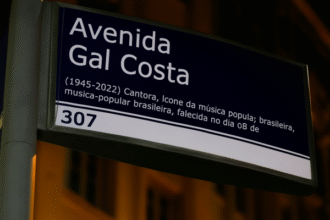 Avenida
Gal Costa
(1945-2022) Cantora, ícone da música popula; brasileira,
musica-popular brasileira, falecida no dia 08 de
307